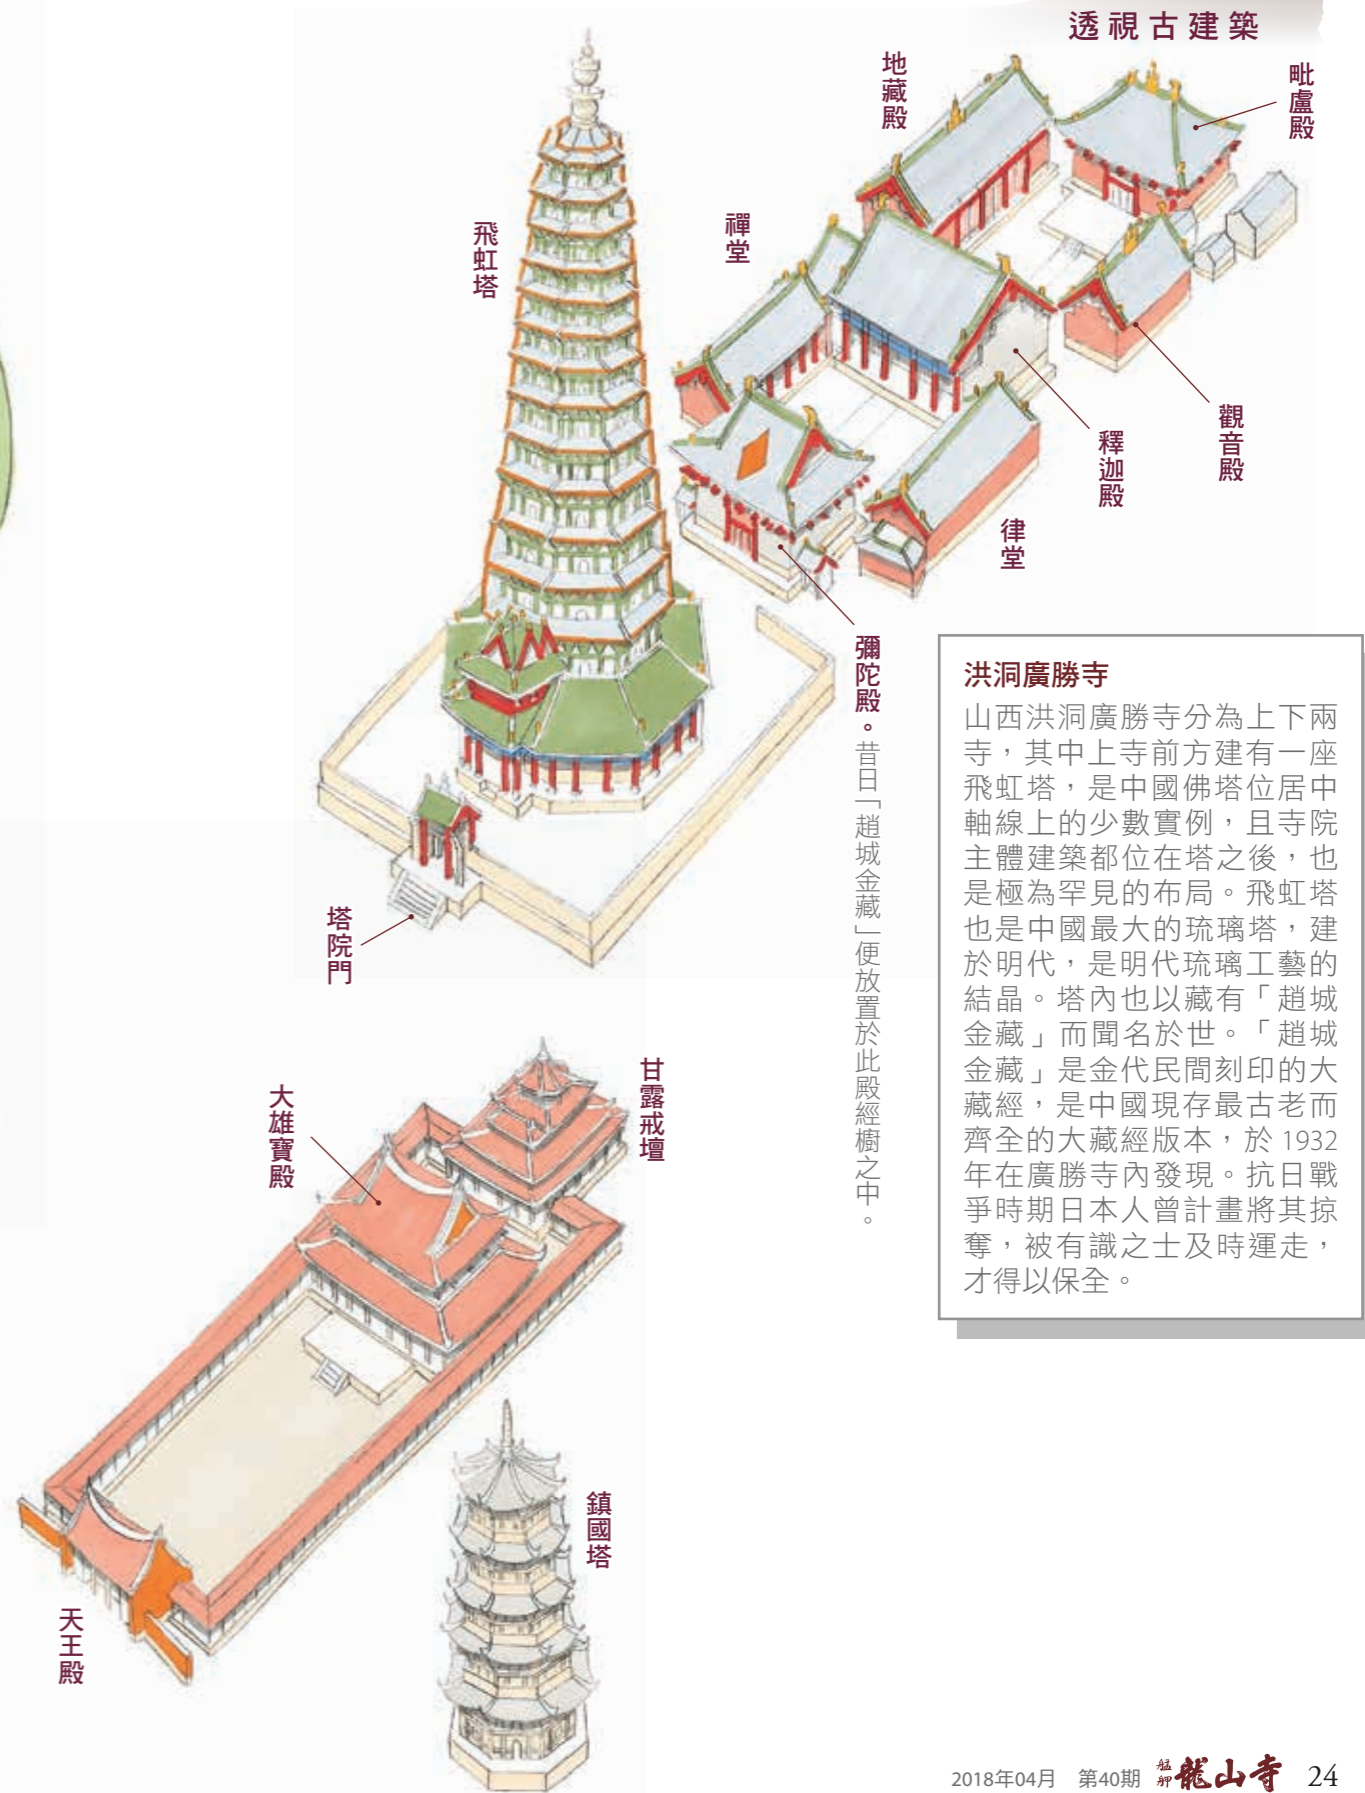 透視古建築
地藏殿
毗盧殿
禪堂
飛虹塔
觀音殿
釋迦殿
律堂
彌陀殿。昔日「趙城金藏」便放置於此殿經櫥之中。
塔院門
洪洞廣勝寺
山西洪洞廣勝寺分為上下兩
寺，其中上寺前方建有一座
飛虹塔，是中國佛塔位居中
軸線上的少數實例，且寺院
主體建築都位在塔之後，也
是極為罕見的布局。飛虹塔
也是中國最大的琉璃塔，建
於明代，是明代琉璃工藝的
結晶。塔內也以藏有「趙城
金藏」而聞名於世。「趙城
金藏」是金代民間刻印的大
藏經，是中國現存最古老而
齊全的大藏經版本，於1932
年在廣勝寺內發現。抗日戰
爭時期日本人曾計畫將其掠
奪，被有識之士及時運走，
才得以保全。
甘露戒壇
大雄寶殿
鎮國塔
天王殿
2018年04月 第40期 艋舺龍山寺 24